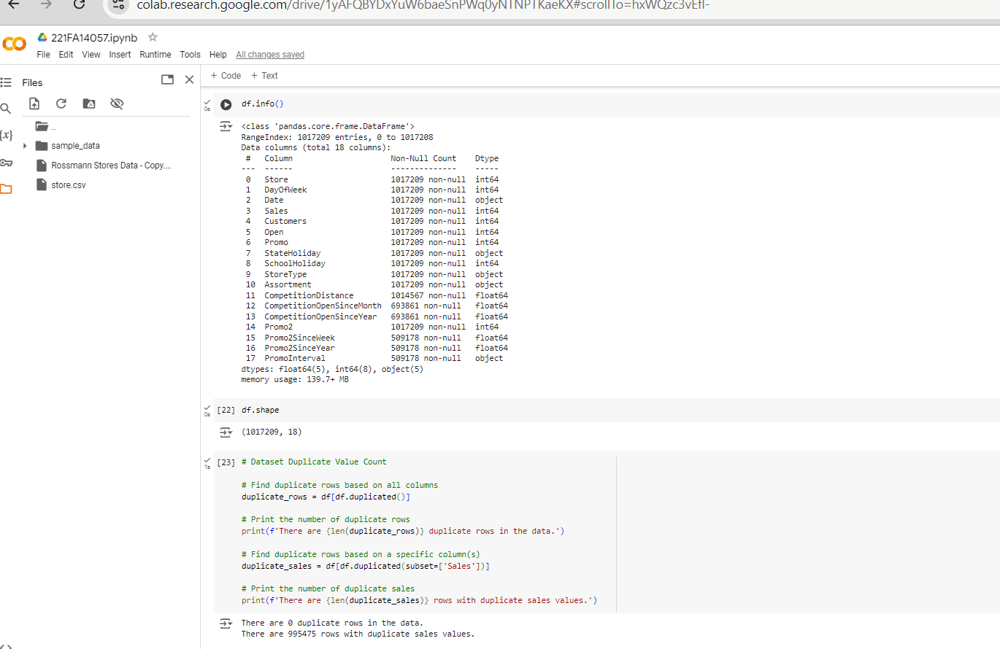 colab.research.google.com/drive/1yAFQBYDxYuW6baeSnPWq0yNTNPTKaeKX#scrollTo=hxWQzc3vEfI-
CO
221FA14057.ipynb
File Edit View Insert Runtime Tools Help All changes saved
Files
+ Code + Text
..
sample_data
Rossmann Stores Data - Copy....
store.csv
{x}
0s
df.info()
<class 'pandas.core.frame.DataFrame'>
RangeIndex: 1017209 entries, 0 to 1017208
Data columns (total 18 columns):
# Column Non-Null Count Dtype
--- ------ -------------- -----
0 Store 1017209 non-null int64
1 DayOfWeek 1017209 non-null int64
2 Date 1017209 non-null object
3 Sales 1017209 non-null int64
4 Customers 1017209 non-null int64
5 Open 1017209 non-null int64
6 Promo 1017209 non-null int64
7 StateHoliday 1017209 non-null object
8 SchoolHoliday 1017209 non-null int64
9 StoreType 1017209 non-null object
10 Assortment 1017209 non-null object
11 CompetitionDistance 1014567 non-null float64
12 CompetitionOpenSinceMonth 693861 non-null float64
13 CompetitionOpenSinceYear 693861 non-null float64
14 Promo2 1017209 non-null int64
15 Promo2SinceWeek 509178 non-null float64
16 Promo2SinceYear 509178 non-null float64
17 PromoInterval 509178 non-null object
dtypes: float64(5), int64(8), object(5)
memory usage: 139.7+ MB
0s
[22] df.shape
(1017209, 18)
1s
[23] # Dataset Duplicate Value Count
# Find duplicate rows based on all columns
duplicate_rows = df[df.duplicated()]
# Print the number of duplicate rows
print(f'There are {len(duplicate_rows)} duplicate rows in the data.')
# Find duplicate rows based on a specific column(s)
duplicate_sales = df[df.duplicated(subset=['Sales'])]
# Print the number of duplicate sales
print(f'There are {len(duplicate_sales)} rows with duplicate sales values.')
There are 0 duplicate rows in the data.
There are 995475 rows with duplicate sales values.